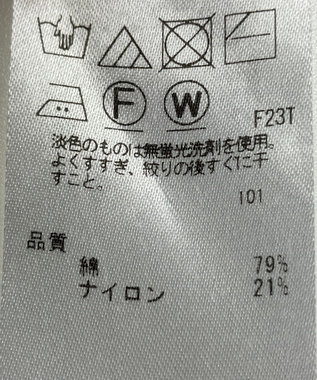 F W
F23T
淡色のものは無蛍光洗剤を使用。
よくすすぎ、絞りの後すぐに干
すこと。
101
品質
綿 79%
ナイロン 21%